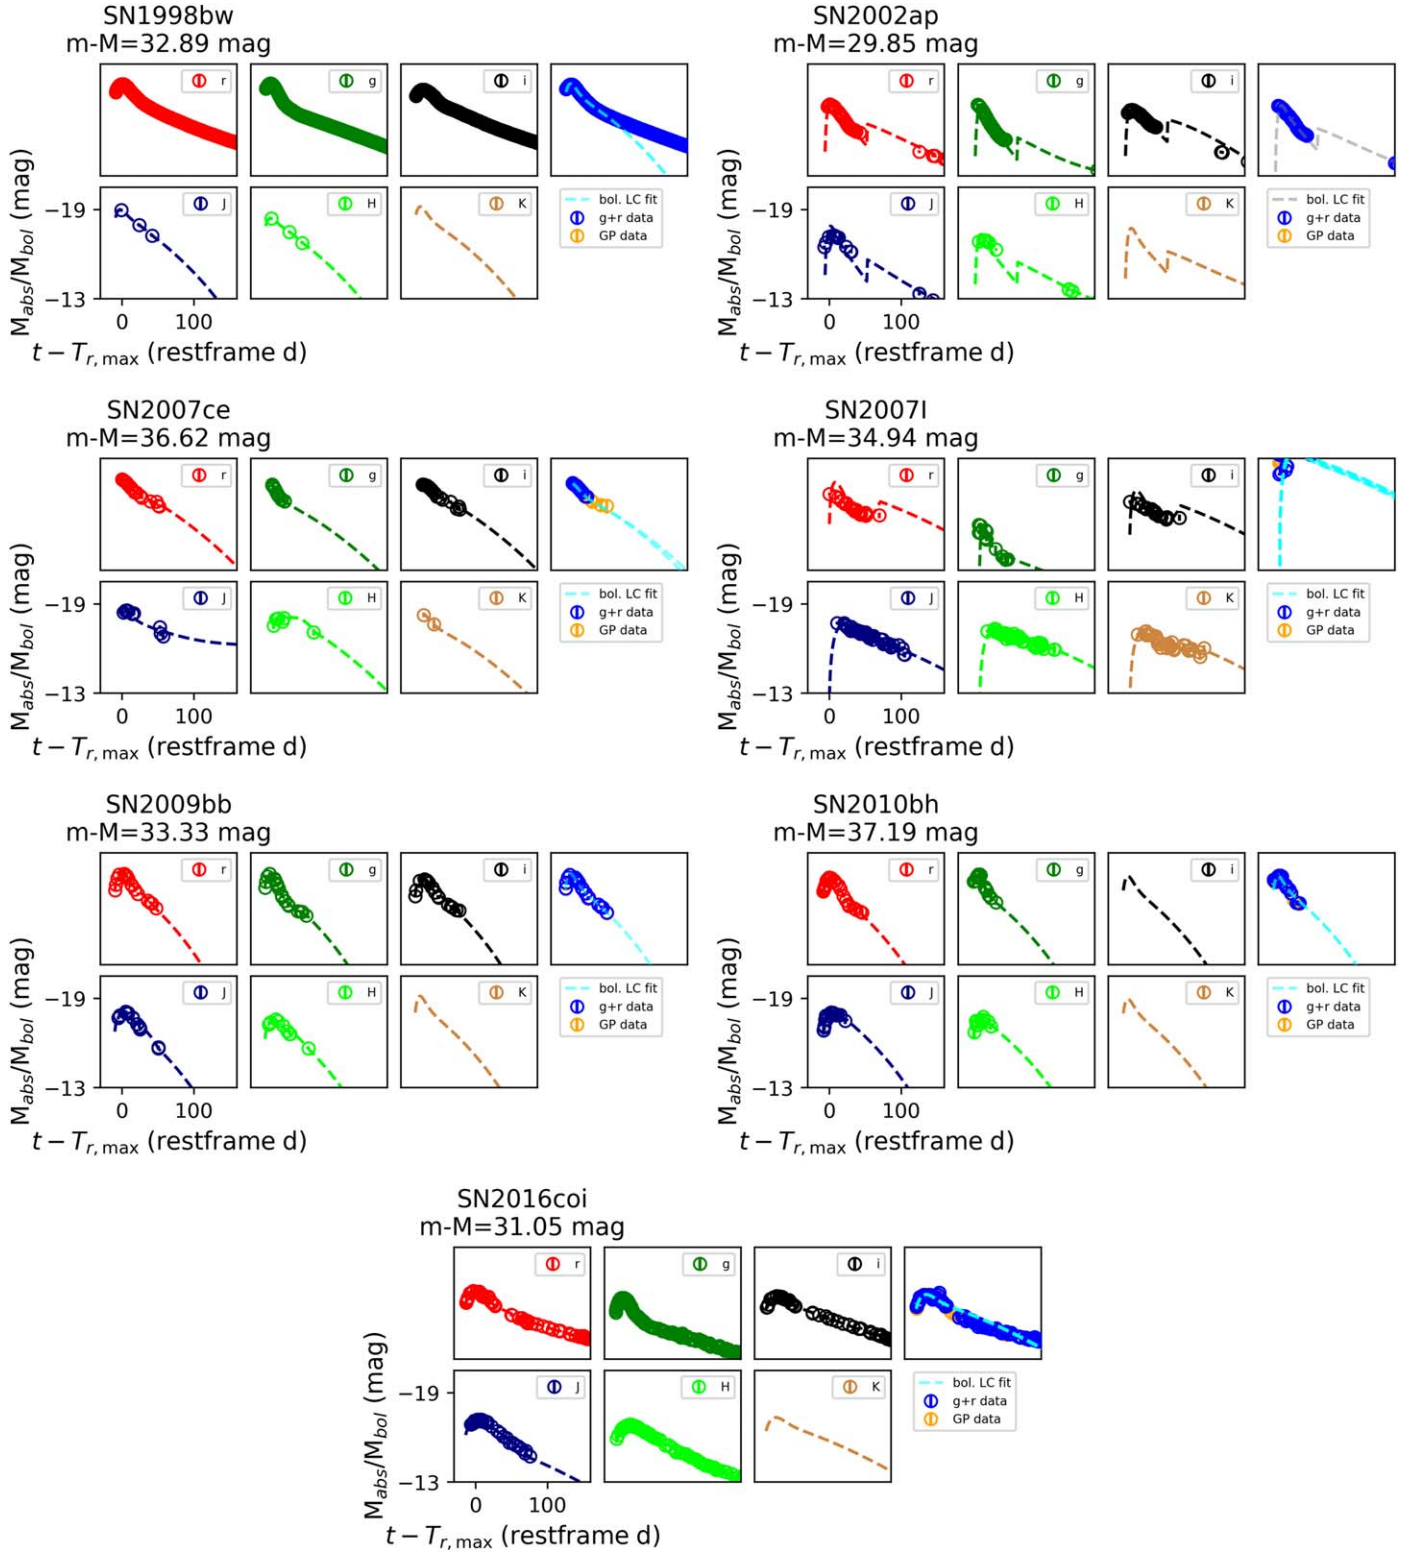 SN1998bw
m-M=32.89 mag
r
g
i
M_abs/M_bol (mag)
−19
−13
J
H
K
bol. LC fit
g+r data
GP data
0 100
t − T_r, max (restframe d)
SN2002ap
m-M=29.85 mag
r
g
i
M_abs/M_bol (mag)
−19
−13
J
H
K
bol. LC fit
g+r data
GP data
0 100
t − T_r, max (restframe d)
SN2007ce
m-M=36.62 mag
r
g
i
M_abs/M_bol (mag)
−19
−13
J
H
K
bol. LC fit
g+r data
GP data
0 100
t − T_r, max (restframe d)
SN2007I
m-M=34.94 mag
r
g
i
M_abs/M_bol (mag)
−19
−13
J
H
K
bol. LC fit
g+r data
GP data
0 100
t − T_r, max (restframe d)
SN2009bb
m-M=33.33 mag
r
g
i
M_abs/M_bol (mag)
−19
−13
J
H
K
bol. LC fit
g+r data
GP data
0 100
t − T_r, max (restframe d)
SN2010bh
m-M=37.19 mag
r
g
i
M_abs/M_bol (mag)
−19
−13
J
H
K
bol. LC fit
g+r data
GP data
0 100
t − T_r, max (restframe d)
SN2016coi
m-M=31.05 mag
r
g
i
M_abs/M_bol (mag)
−19
−13
J
H
K
bol. LC fit
g+r data
GP data
0 100
t − T_r, max (restframe d)